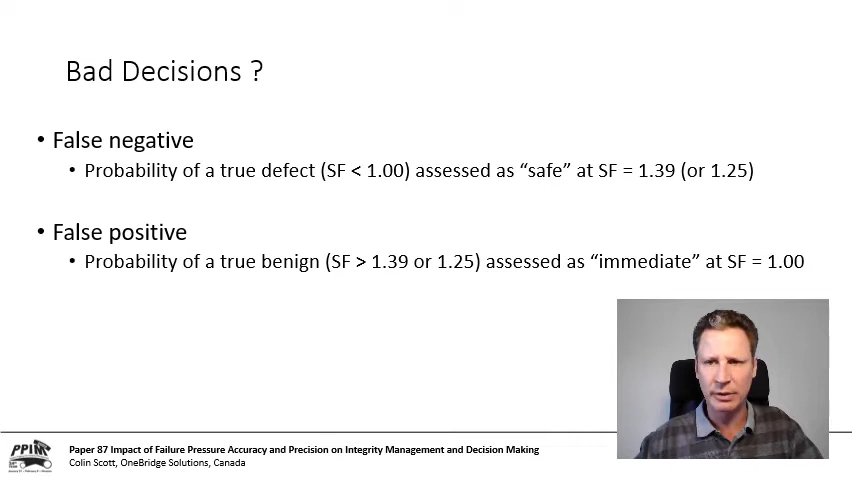 Bad Decisions ?
• False negative
• Probability of a true defect (SF < 1.00) assessed as “safe” at SF = 1.39 (or 1.25)
• False positive
• Probability of a true benign (SF > 1.39 or 1.25) assessed as “immediate” at SF = 1.00
PPIM
Paper 87 Impact of Failure Pressure Accuracy and Precision on Integrity Management and Decision Making
Colin Scott, OneBridge Solutions, Canada